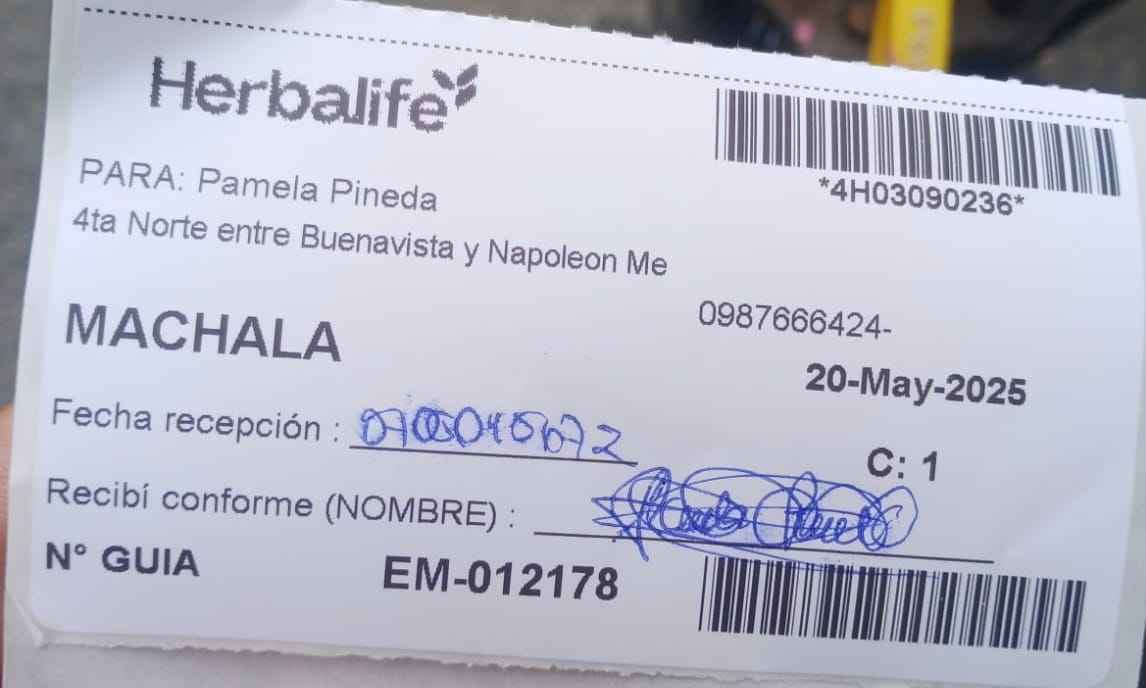 Herbalife
*4H03090236*
PARA: Pamela Pineda
4ta Norte entre Buenavista y Napoleon Me
0987666424-
MACHALA
20-May-2025
Fecha recepción :
C: 1
Recibí conforme (NOMBRE) :
N° GUIA EM-012178